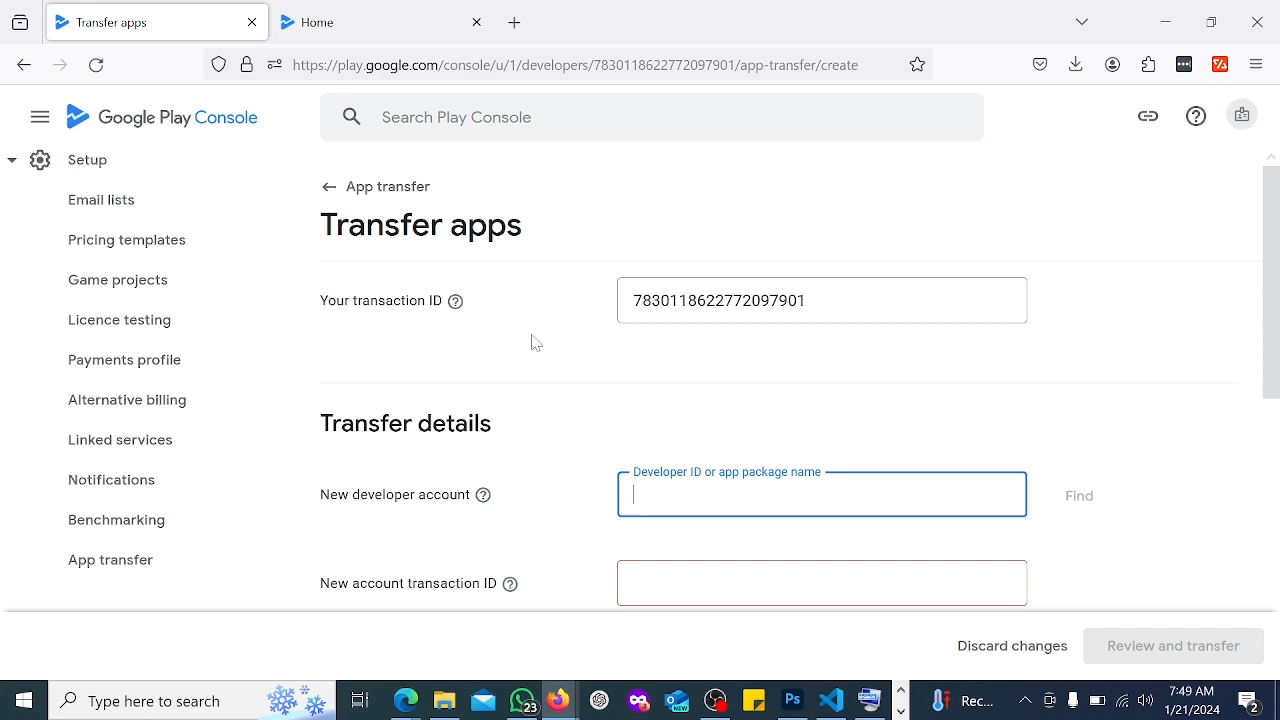 Transfer apps
Home
https://play.google.com/console/u/1/developers/7830118622772097901/app-transfer/create
Google Play Console
Search Play Console
Setup
Email lists
Pricing templates
Game projects
Licence testing
Payments profile
Alternative billing
Linked services
Notifications
Benchmarking
App transfer
App transfer
Transfer apps
Your transaction ID
7830118622772097901
Transfer details
New developer account
Developer ID or app package name
Find
New account transaction ID
Discard changes
Review and transfer
Type here to search
23
NEW
Ps
Rec...
7:49 AM
1/21/2024
2